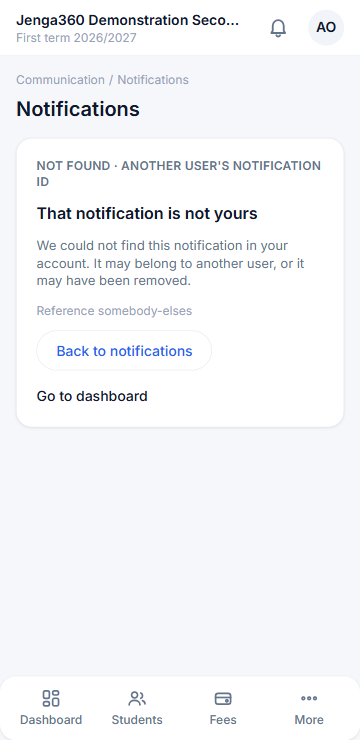 Jenga360 Demonstration Seco...
First term 2026/2027
AO
Communication / Notifications
Notifications
NOT FOUND · ANOTHER USER'S NOTIFICATION
ID
That notification is not yours
We could not find this notification in your
account. It may belong to another user, or it
may have been removed.
Reference somebody-elses
Back to notifications
Go to dashboard
Dashboard
Students
Fees
More